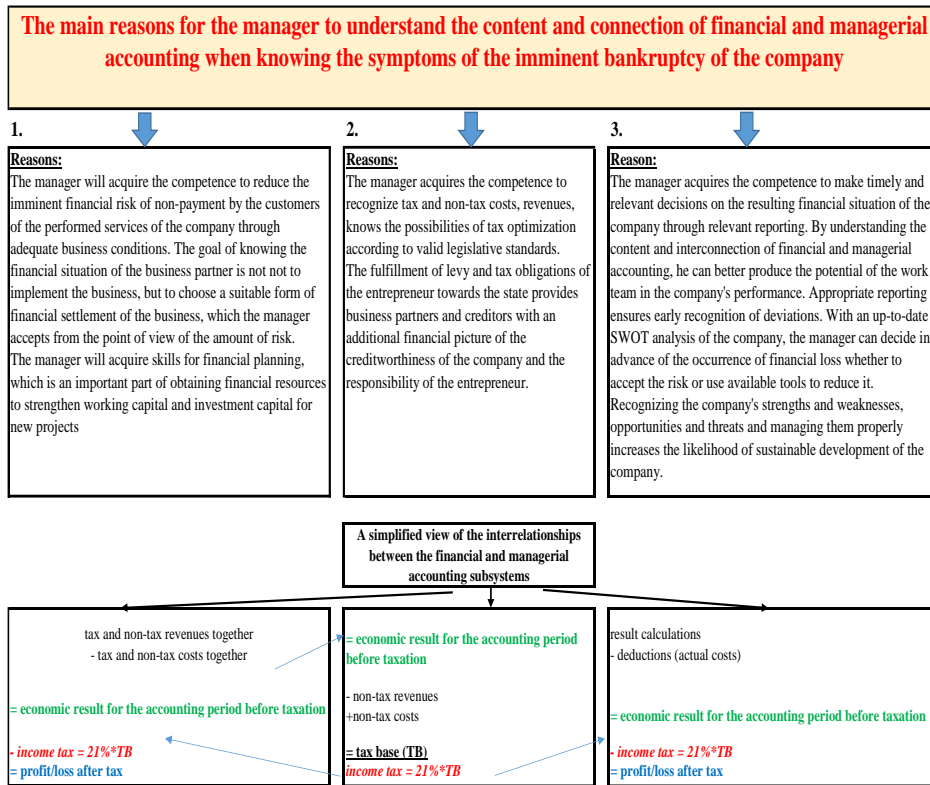 The main reasons for the manager to understand the content and connection of financial and managerial
accounting when knowing the symptoms of the imminent bankruptcy of the company
1.
Reasons:
The manager will acquire the competence to reduce the
imminent financial risk of non-payment by the customers
of the performed services of the company through
adequate business conditions. The goal of knowing the
financial situation of the business partner is not not to
implement the business, but to choose a suitable form of
financial settlement of the business, which the manager
accepts from the point of view of the amount of risk.
The manager will acquire skills for financial planning,
which is an important part of obtaining financial resources
to strengthen working capital and investment capital for
new projects
2.
Reasons:
The manager acquires the competence to
recognize tax and non-tax costs, revenues,
knows the possibilities of tax optimization
according to valid legislative standards.
The fulfillment of levy and tax obligations of
the entrepreneur towards the state provides
business partners and creditors with an
additional financial picture of the
creditworthiness of the company and the
responsibility of the entrepreneur.
3.
Reason:
The manager acquires the competence to make timely and
relevant decisions on the resulting financial situation of the
company through relevant reporting. By understanding the
content and interconnection of financial and managerial
accounting, he can better produce the potential of the work
team in the company's performance. Appropriate reporting
ensures early recognition of deviations. With an up-to-date
SWOT analysis of the company, the manager can decide in
advance of the occurrence of financial loss whether to
accept the risk or use available tools to reduce it.
Recognizing the company's strengths and weaknesses,
opportunities and threats and managing them properly
increases the likelihood of sustainable development of the
company.
A simplified view of the interrelationships
between the financial and managerial
accounting subsystems
tax and non-tax revenues together
- tax and non-tax costs together
= economic result for the accounting period before taxation
- income tax = 21%*TB
= profit/loss after tax
= economic result for the accounting period
before taxation
- non-tax revenues
+non-tax costs
= tax base (TB)
income tax = 21%*TB
result calculations
- deductions (actual costs)
= economic result for the accounting period before taxation
- income tax = 21%*TB
= profit/loss after tax